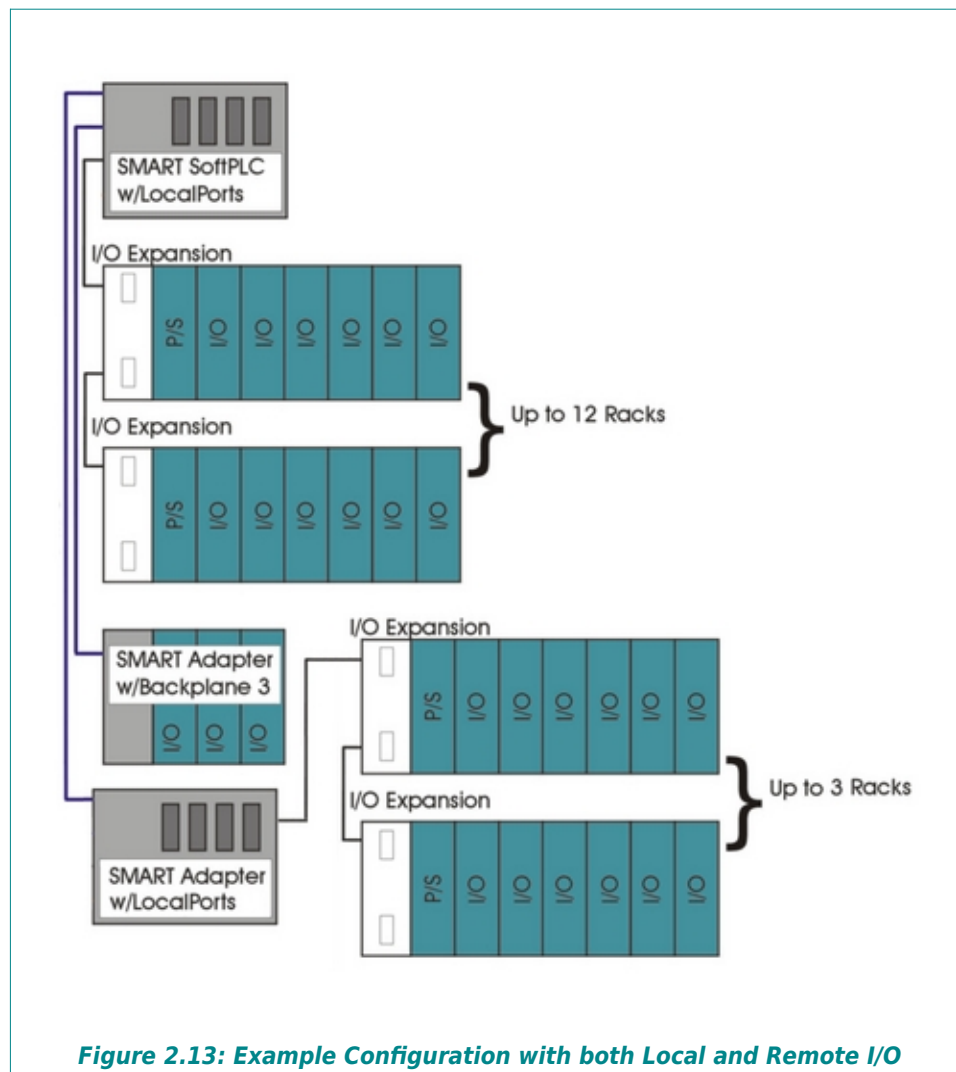 SMART SoftPLC
w/LocalPorts
I/O Expansion
P/S I/O I/O I/O I/O I/O I/O
Up to 12 Racks
I/O Expansion
P/S I/O I/O I/O I/O I/O I/O
SMART Adapter
w/Backplane 3
I/O I/O I/O
I/O Expansion
P/S I/O I/O I/O I/O I/O I/O
Up to 3 Racks
I/O Expansion
P/S I/O I/O I/O I/O I/O I/O
SMART Adapter
w/LocalPorts
Figure 2.13: Example Configuration with both Local and Remote I/O